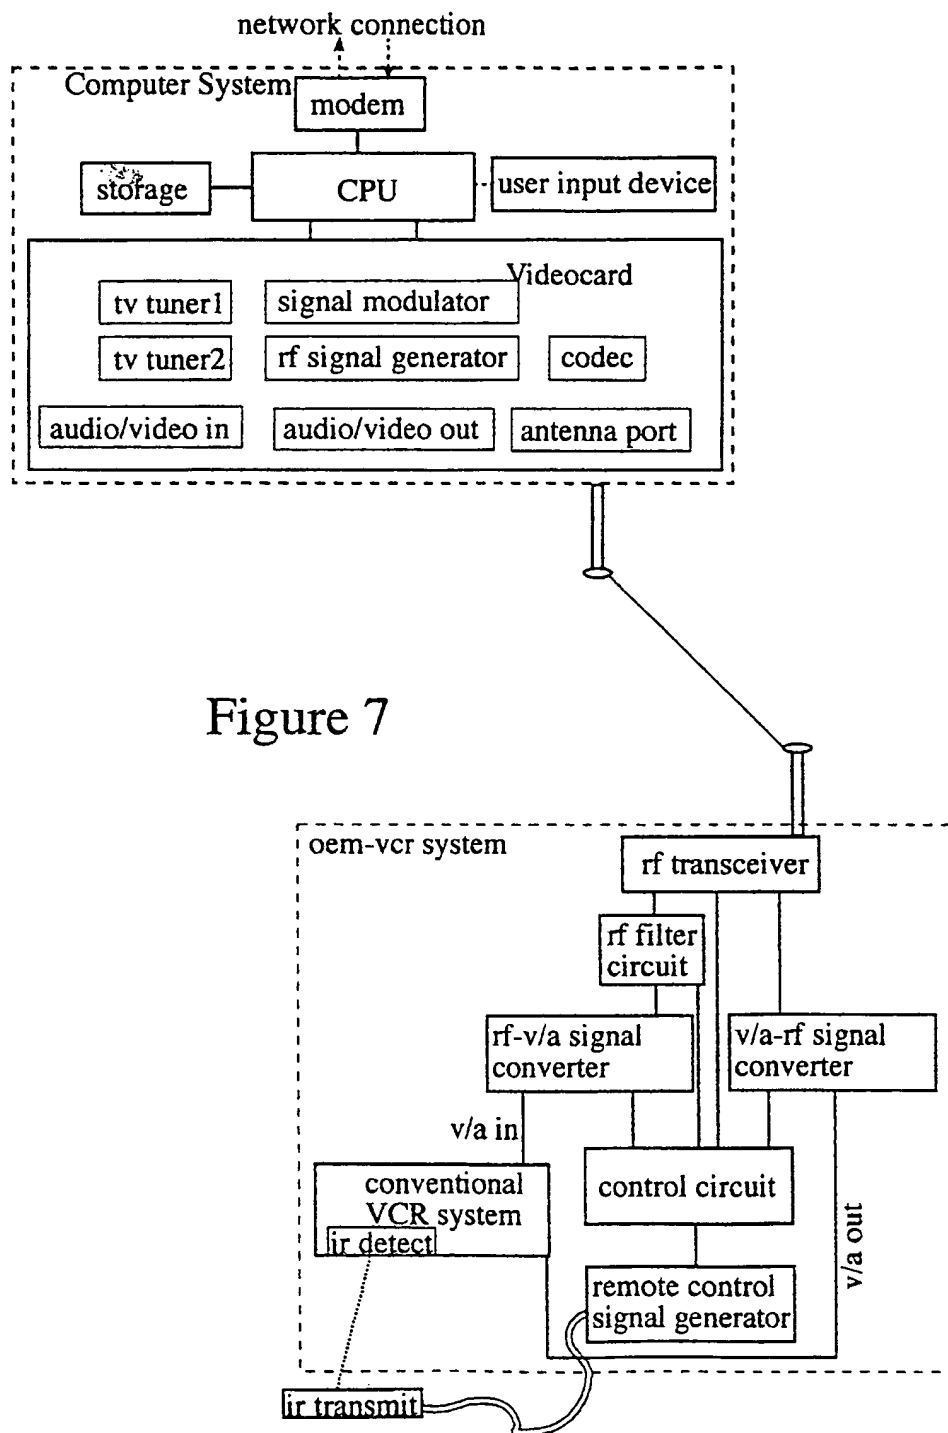 network connection
Computer System
modem
storage
CPU
user input device
Videocard
tv tuner1
signal modulator
tv tuner2
rf signal generator
codec
audio/video in
audio/video out
antenna port
Figure 7
oem-vcr system
rf transceiver
rf filter
circuit
rf-v/a signal
converter
v/a-rf signal
converter
v/a in
conventional
VCR system
ir detect
control circuit
v/a out
remote control
signal generator
ir transmit